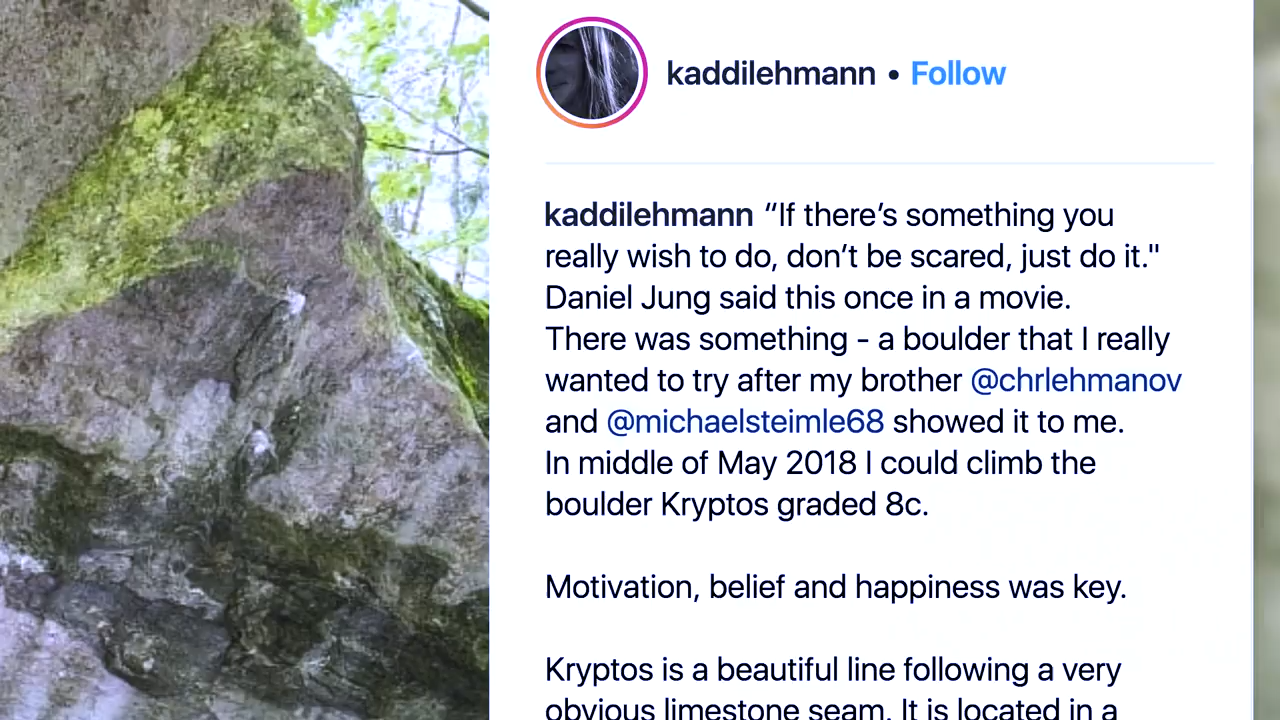 kaddilehmann • Follow
kaddilehmann “If there’s something you
really wish to do, don’t be scared, just do it."
Daniel Jung said this once in a movie.
There was something - a boulder that I really
wanted to try after my brother @chrlehmanov
and @michaelsteimle68 showed it to me.
In middle of May 2018 I could climb the
boulder Kryptos graded 8c.
Motivation, belief and happiness was key.
Kryptos is a beautiful line following a very
obvious limestone seam. It is located in a